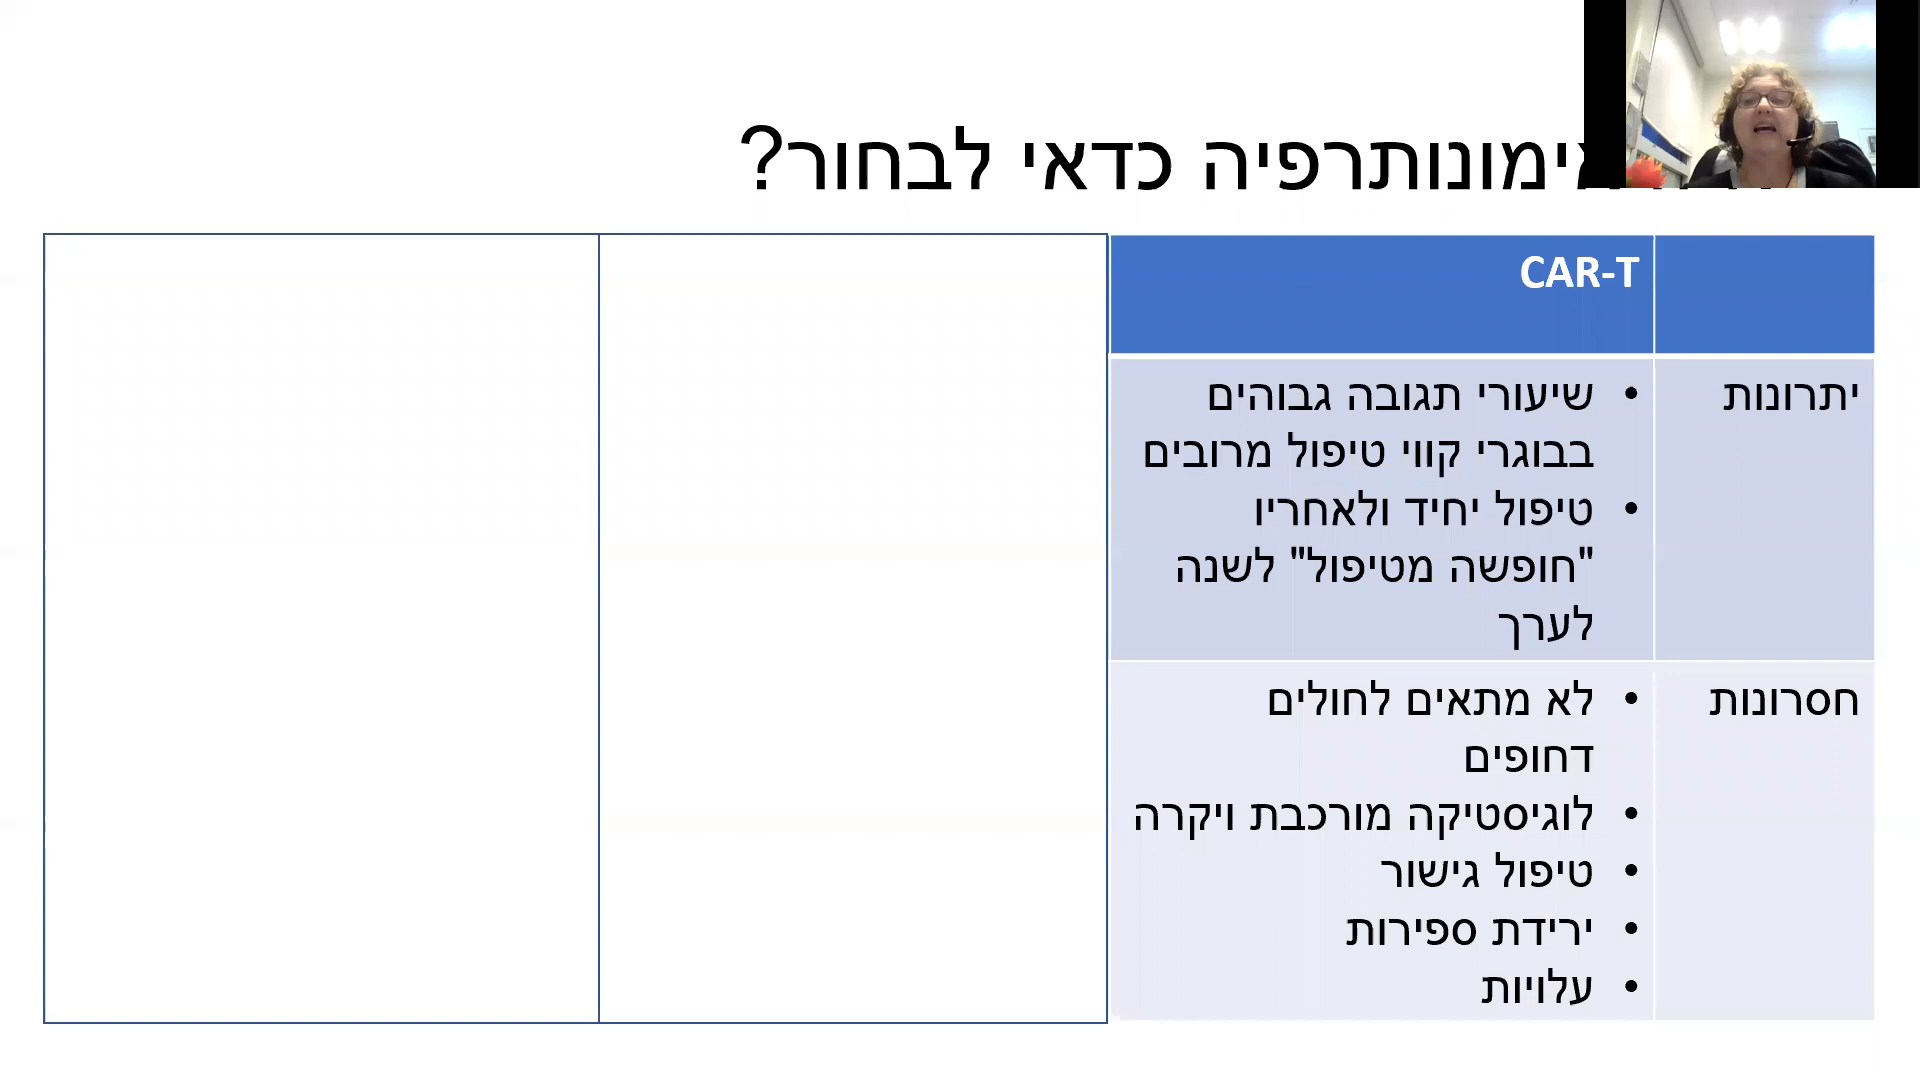 אימונותרפיה כדאי לבחור?
CAR-T
יתרונות
• שיעורי תגובה גבוהים
בבוגרי קווי טיפול מרובים
• טיפול יחיד ולאחריו
"חופשה מטיפול" לשנה
לערך
חסרונות
• לא מתאים לחולים
דחופים
• לוגיסטיקה מורכבת ויקרה
• טיפול גישור
• ירידת ספירות
• עלויות